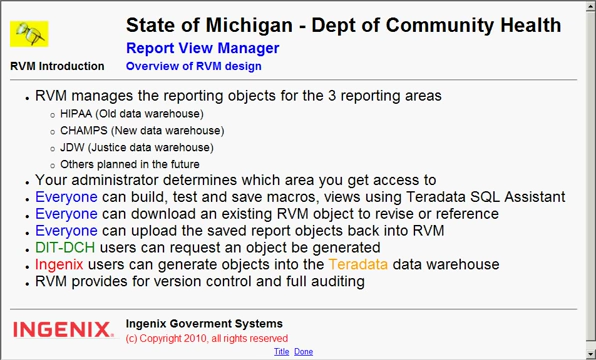 State of Michigan - Dept of Community Health
Report View Manager
RVM Introduction
Overview of RVM design
RVM manages the reporting objects for the 3 reporting areas
HIPAA (Old data warehouse)
CHAMPS (New data warehouse)
JDW (Justice data warehouse)
Others planned in the future
Your administrator determines which area you get access to
Everyone can build, test and save macros, views using Teradata SQL Assistant
Everyone can download an existing RVM object to revise or reference
Everyone can upload the saved report objects back into RVM
DIT-DCH users can request an object be generated
Ingenix users can generate objects into the Teradata data warehouse
RVM provides for version control and full auditing
INGENIX.
Ingenix Goverment Systems
(c) Copyright 2010, all rights reserved
Title Done